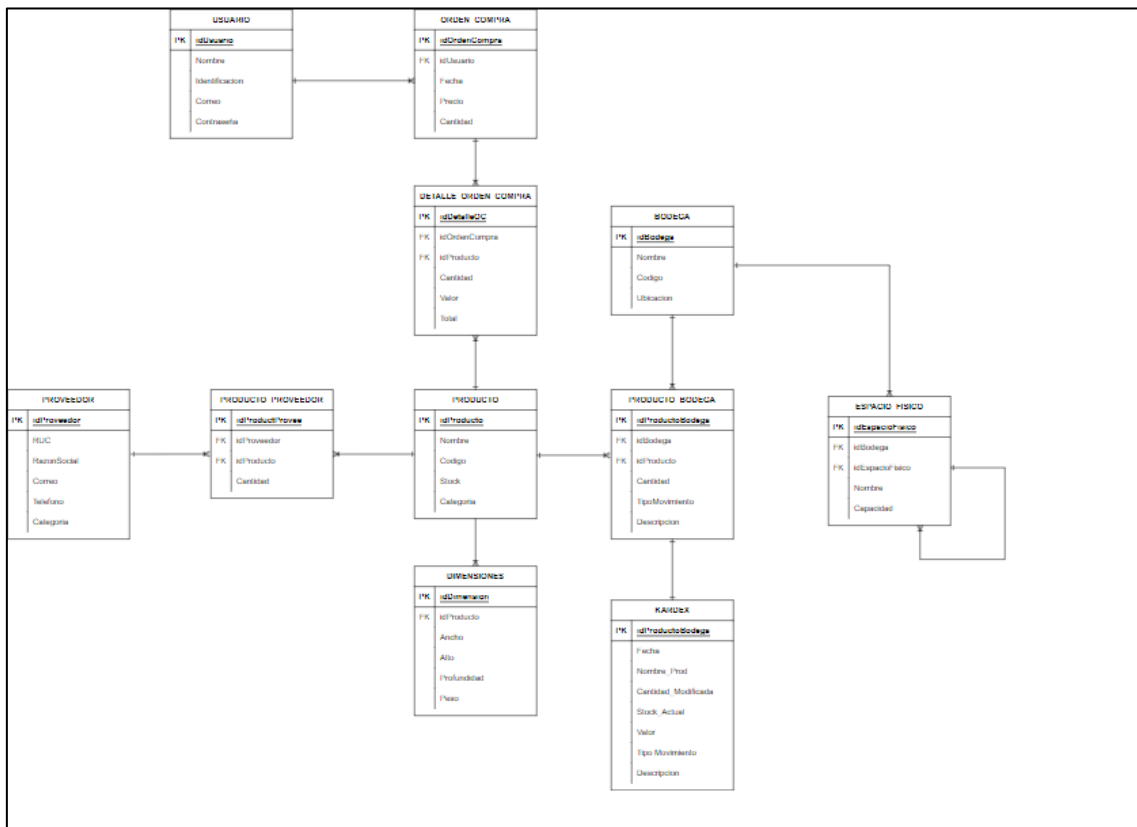 USUARIO
PK idUsuario
Nombre
Identificacion
Correo
Contraseña
ORDEN COMPRA
PK idOrdenCompra
FK idUsuario
Fecha
Precio
Cantidad
DETALLE ORDEN COMPRA
PK idDetalleOC
FK idOrdenCompra
FK idProducto
Cantidad
Valor
Total
BODEGA
PK idBodega
Nombre
Codigo
Ubicacion
PROVEEDOR
PK idProveedor
RUC
RazonSocial
Correo
Telefono
Categoria
PRODUCTO PROVEEDOR
PK idProductProvee
FK idProveedor
FK idProducto
Cantidad
PRODUCTO
PK idProducto
Nombre
Codigo
Stock
Categoria
PRODUCTO BODEGA
PK idProductoBodega
FK idBodega
FK idProducto
Cantidad
TipoMovimiento
Descripcion
ESPACIO FISICO
PK idEspacioFisico
FK idBodega
FK idEspacioFisico
Nombre
Capacidad
DIMENSIONES
PK idDimension
FK idProducto
Ancho
Alto
Profundidad
Peso
KARDEX
PK idProductoBodega
Fecha
Nombre_Prod
Cantidad_Modificada
Stock_Actual
Valor
Tipo Movimiento
Descripcion